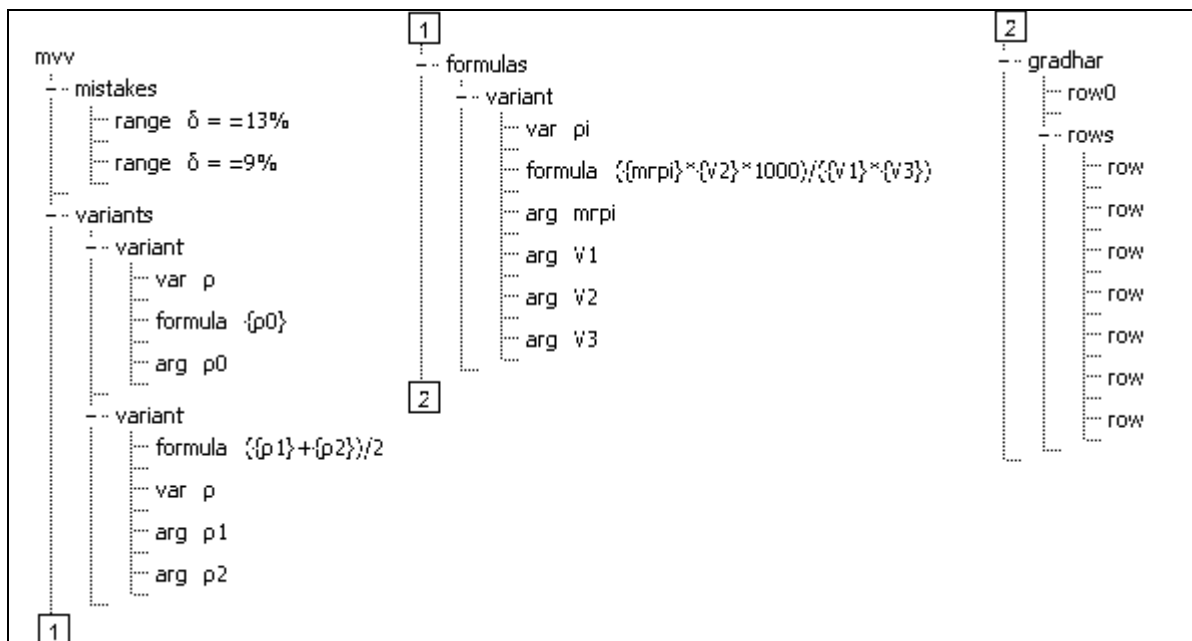 mvv
mistakes
range δ = =13%
range δ = =9%
variants
variant
var ρ
formula {ρ0}
arg ρ0
variant
formula ({ρ1}+{ρ2})/2
var ρ
arg ρ1
arg ρ2
1
1
formulas
variant
var ρi
formula ({mrpi}*{V2}*1000)/({V1}*{V3})
arg mrpi
arg V1
arg V2
arg V3
2
2
gradhar
row0
rows
row
row
row
row
row
row
row